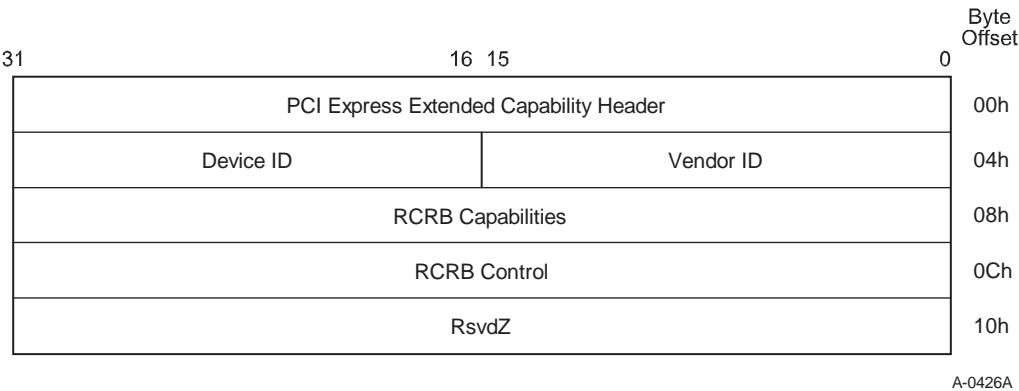 Byte
Offset
31 16 15 0
PCI Express Extended Capability Header 00h
Device ID Vendor ID 04h
RCRB Capabilities 08h
RCRB Control 0Ch
RsvdZ 10h
A-0426A